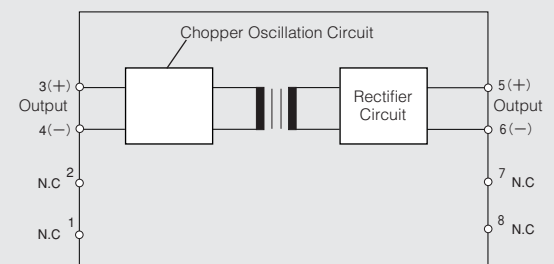 Chopper Oscillation Circuit
3(+)
Output
4(−)
2
N.C
1
N.C
Rectifier
Circuit
5(+)
Output
6(−)
7
N.C
8
N.C